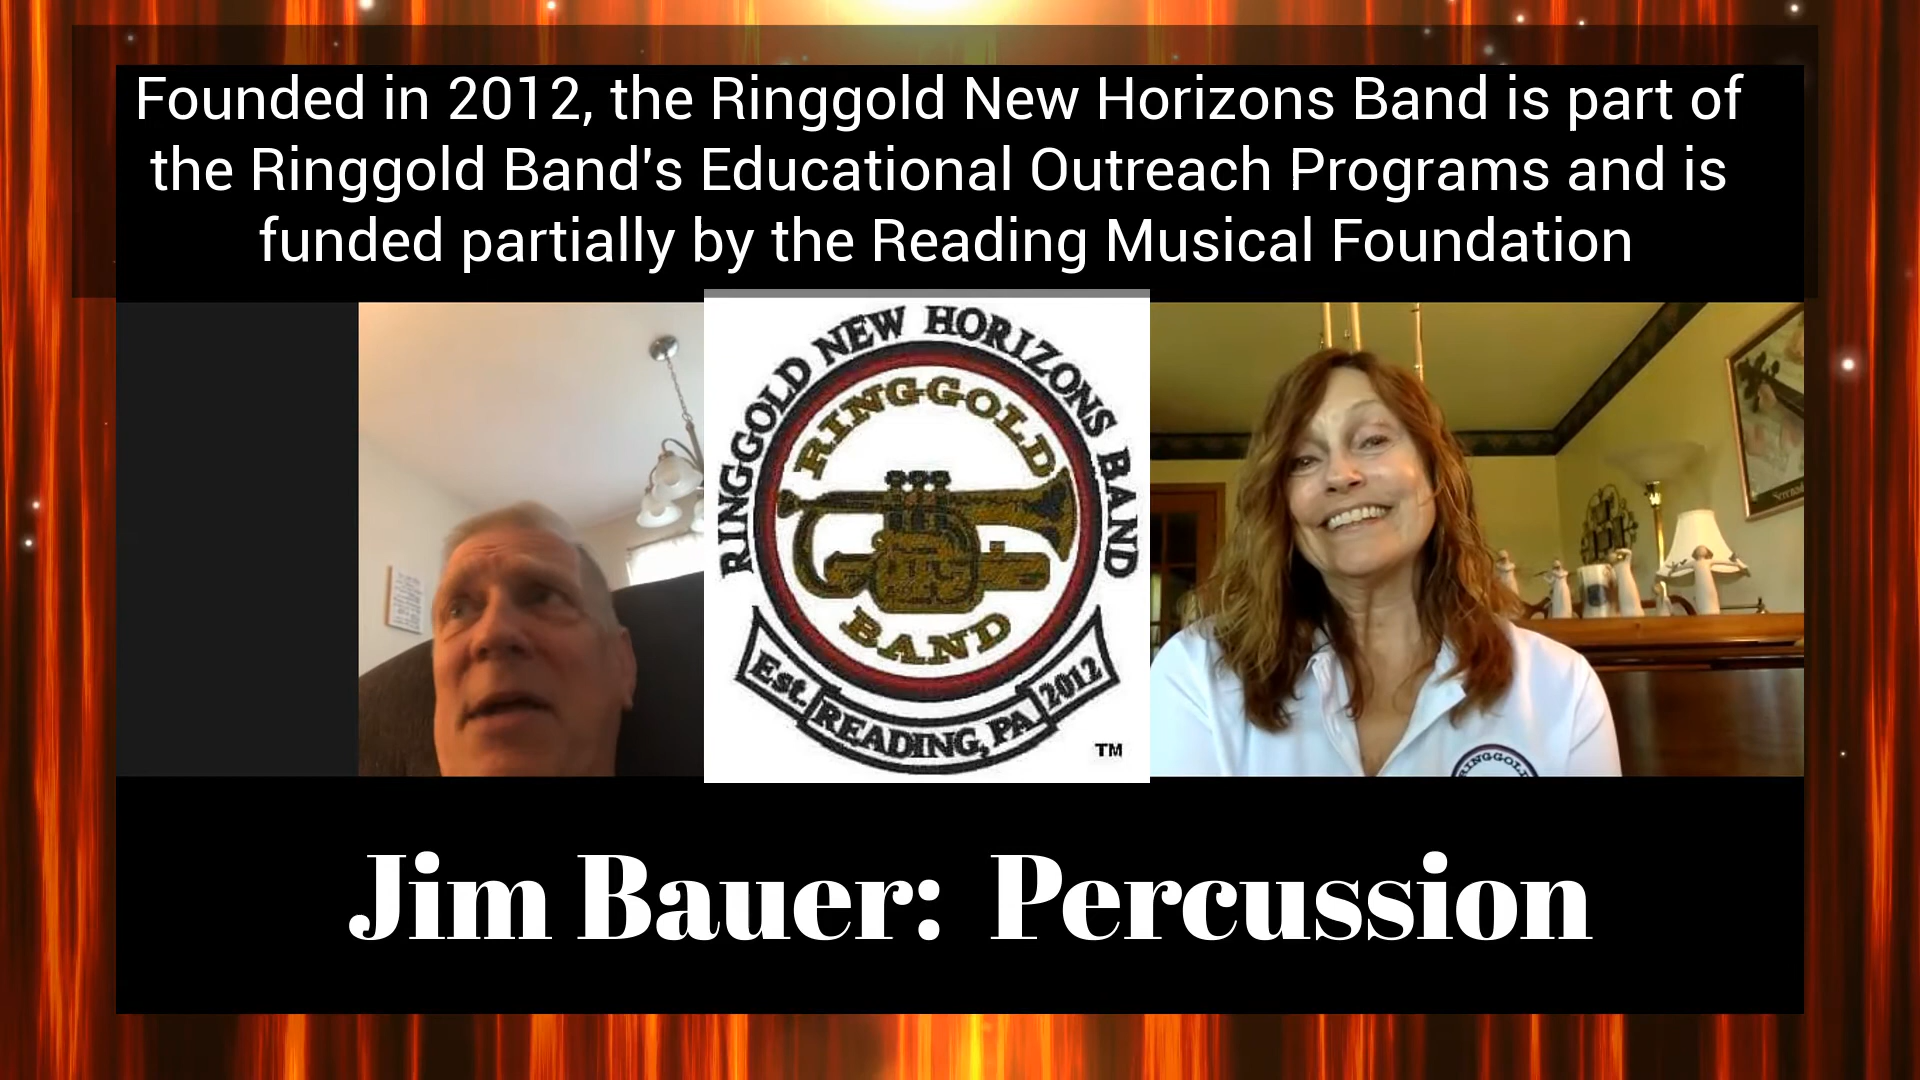 Founded in 2012, the Ringgold New Horizons Band is part of
the Ringgold Band's Educational Outreach Programs and is
funded partially by the Reading Musical Foundation
RINGGOLD NEW HORIZONS BAND
RINGGOLD
BAND
Est. READING, PA 2012
TM
RINGGOLD
Jim Bauer: Percussion